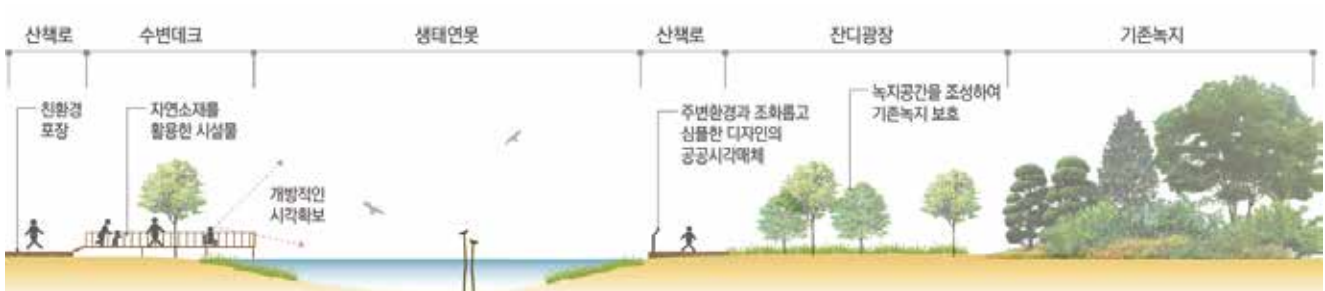 산책로
수변데크
생태연못
산책로
잔디광장
기존녹지
친환경
포장
자연소재를
활용한 시설물
개방적인
시각확보
주변환경과 조화롭고
심플한 디자인의
공공시각매체
녹지공간을 조성하여
기존녹지 보호